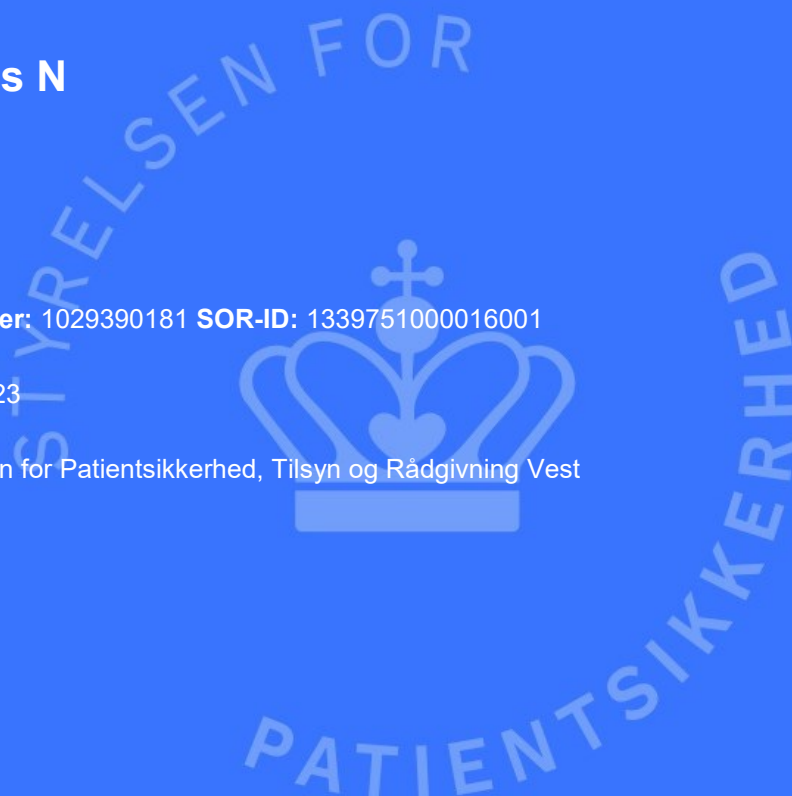 s N
er: 1029390181 SOR-ID: 1339751000016001
23
n for Patientsikkerhed, Tilsyn og Rådgivning Vest
STYRELSEN FOR
PATIENTSIKKERHED